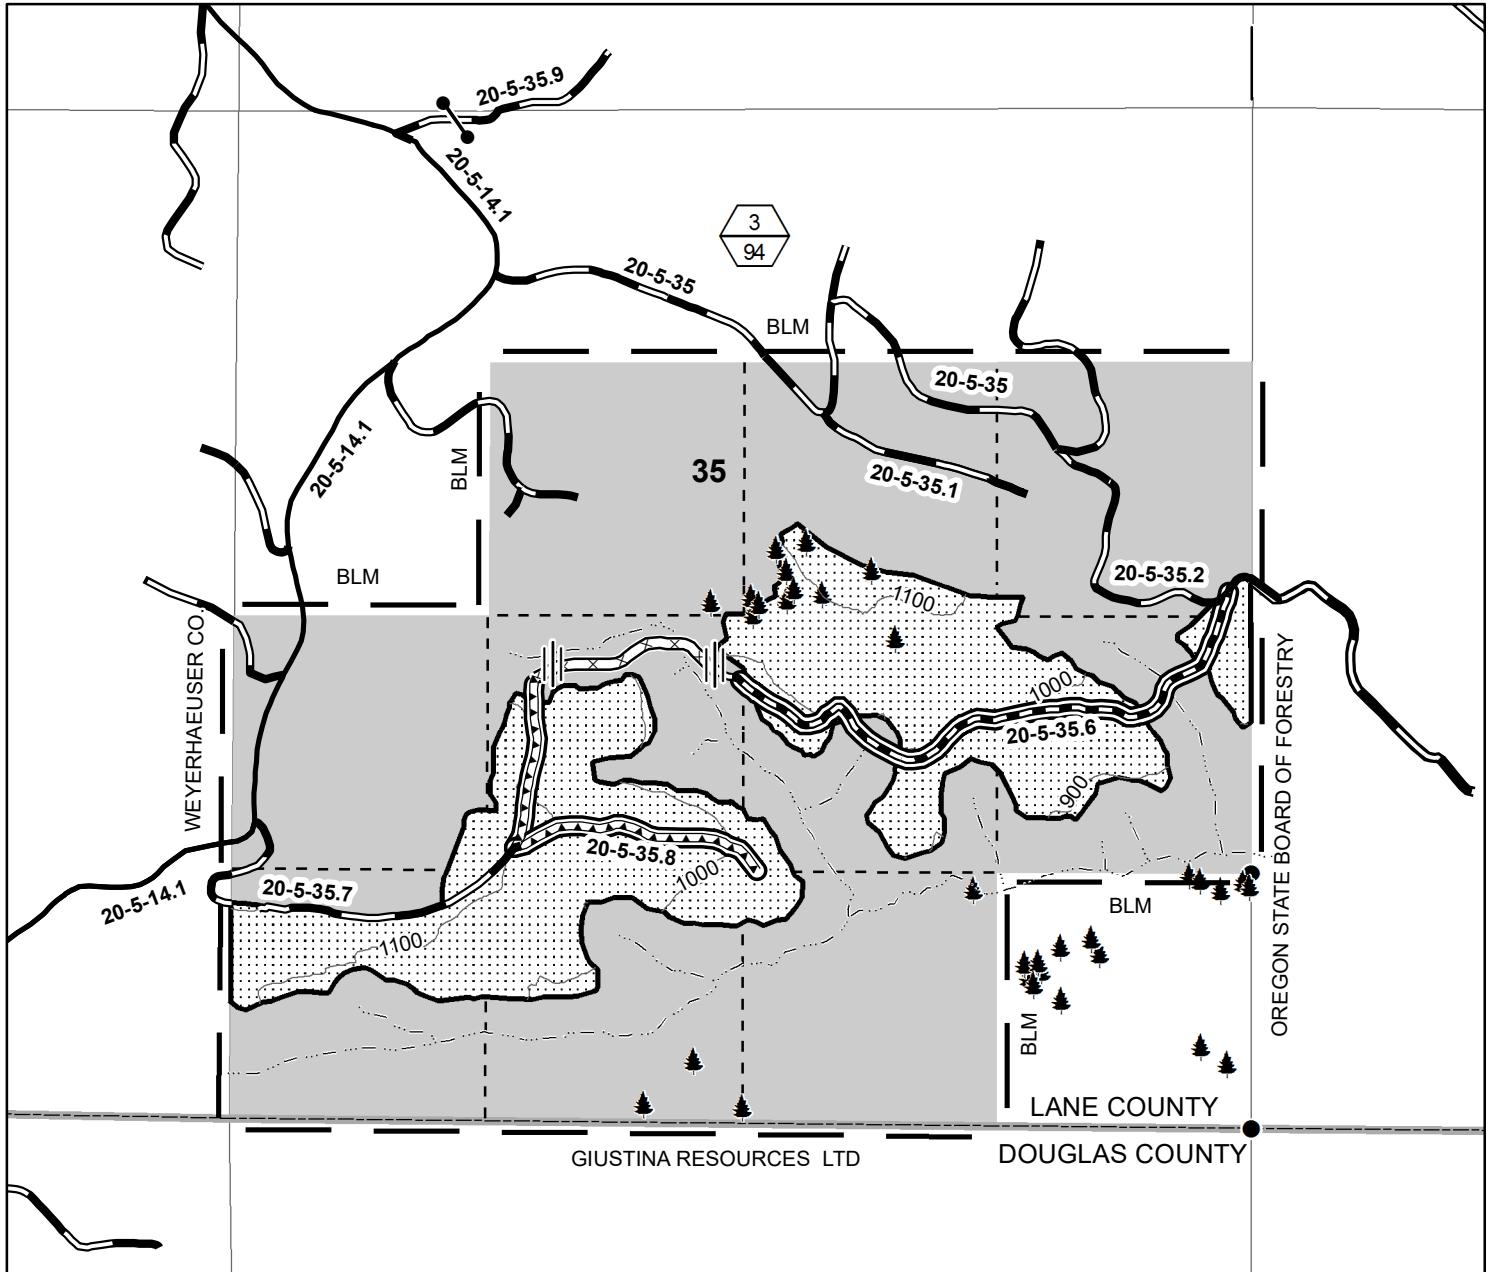 20-5-35.9
20-5-14.1
3
94
20-5-35
BLM
20-5-35
20-5-14.1
BLM
35
20-5-35.1
BLM
20-5-35.2
1100
WEYERHAEUSER CO.
OREGON STATE BOARD OF FORESTRY
1000
20-5-35.6
900
20-5-35.8
1000
20-5-35.7
20-5-14.1
BLM
1100
BLM
LANE COUNTY
DOUGLAS COUNTY
GIUSTINA RESOURCES LTD